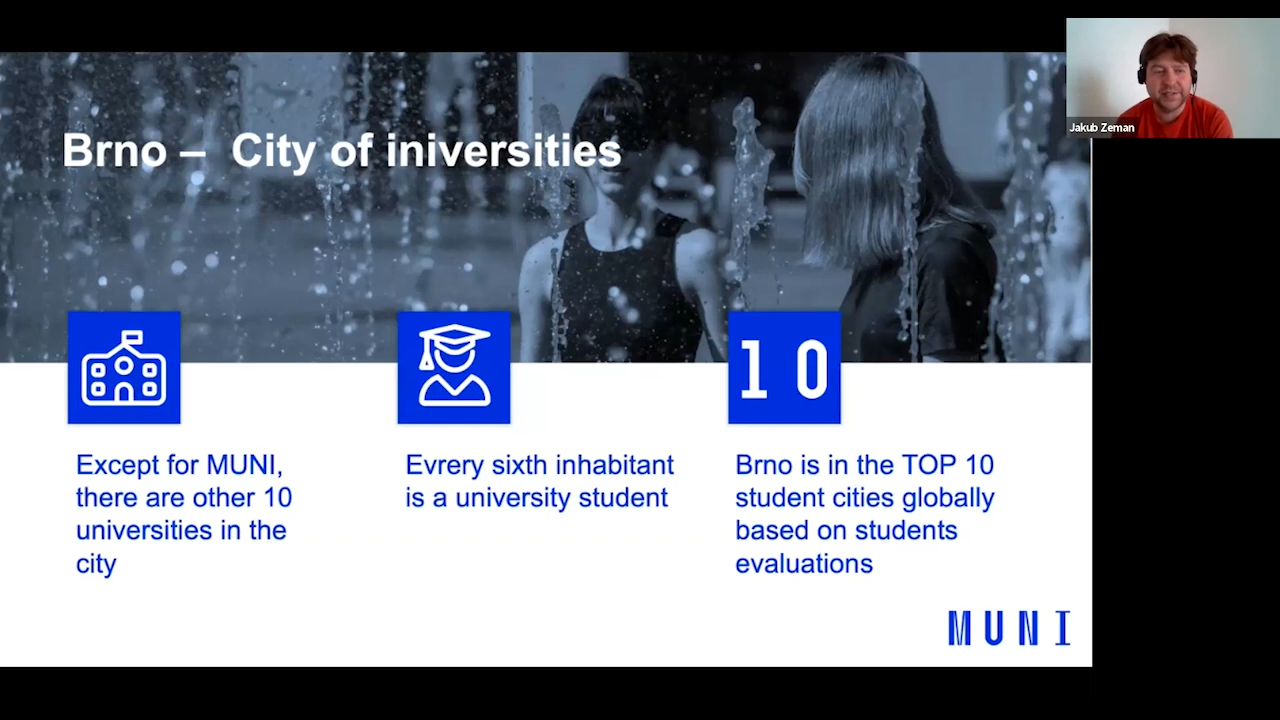 Jakub Zeman
Brno – City of iniversities
10
Except for MUNI,
there are other 10
universities in the
city
Evrery sixth inhabitant
is a university student
Brno is in the TOP 10
student cities globally
based on students
evaluations
MUNI